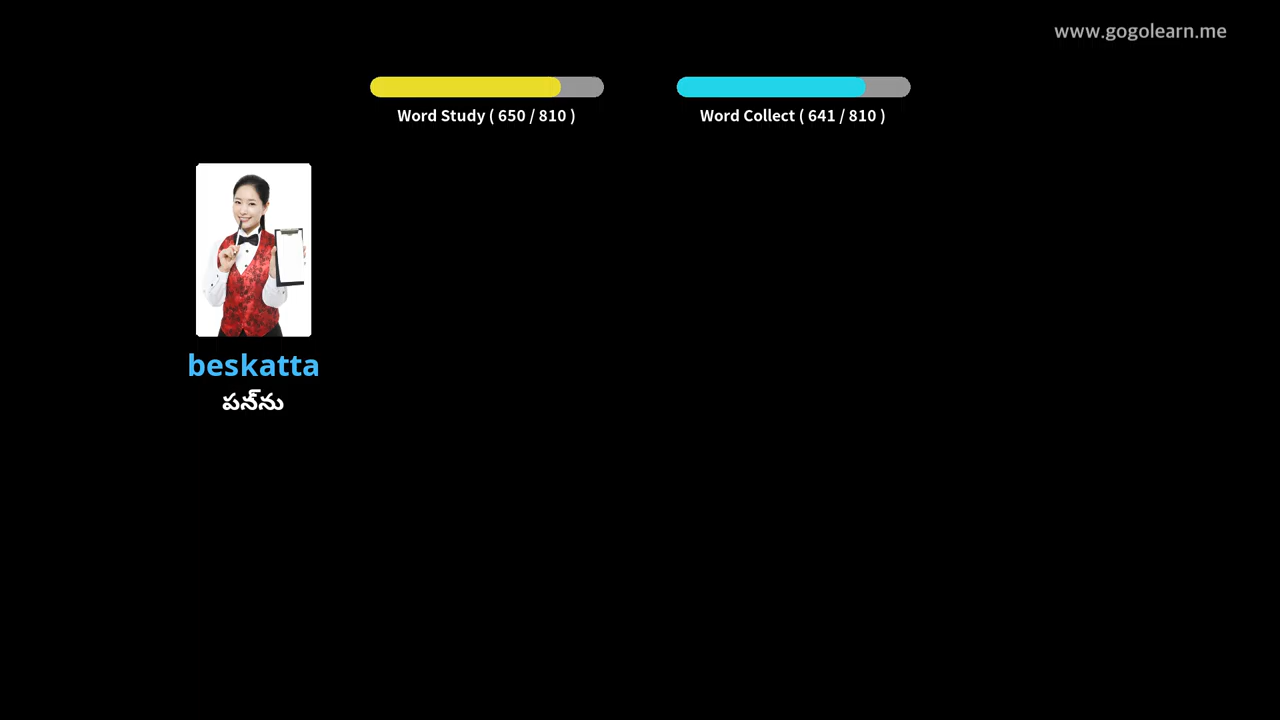 www.gogolearn.me
Word Study ( 650 / 810 )
Word Collect ( 641 / 810 )
beskatta
పన్‌ను